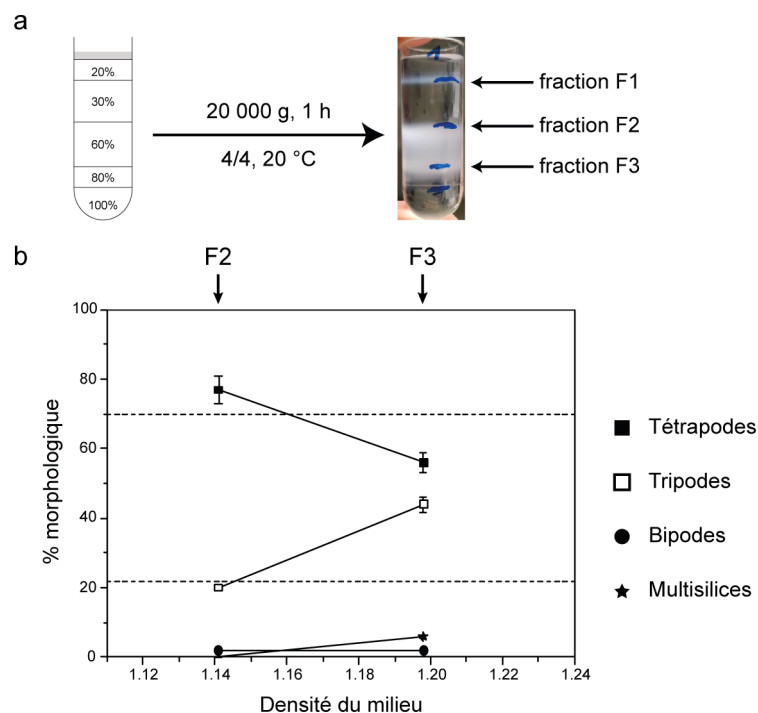 a
20%
30%
60%
80%
100%
20 000 g, 1 h
4/4, 20 °C
1
fraction F1
fraction F2
fraction F3
b
F2
F3
% morphologique
100
80
60
40
20
0
1.12
1.14
1.16
1.18
1.20
1.22
1.24
Densité du milieu
Tétrapodes
Tripodes
Bipodes
Multisilices